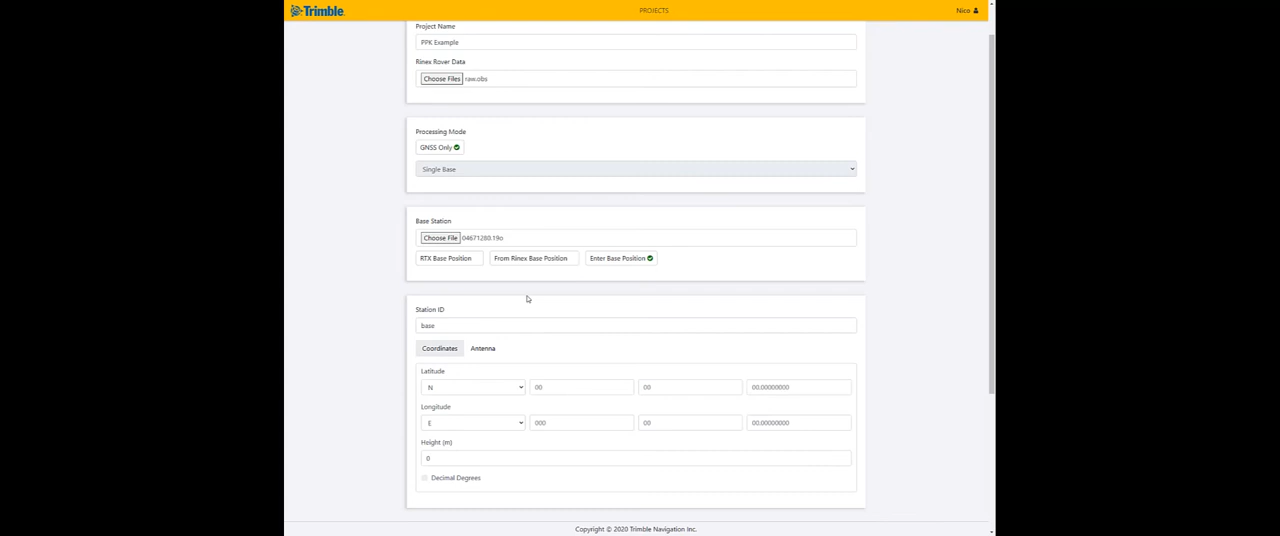 Trimble.
PROJECTS
Nico
Project Name
PPK Example
Rinex Rover Data
Choose Files raw.obs
Processing Mode
GNSS Only
Single Base
Base Station
Choose File 04671280.19o
RTX Base Position From Rinex Base Position Enter Base Position
Station ID
base
Coordinates Antenna
Latitude
N 00 00 00.00000000
Longitude
E 000 00 00.00000000
Height (m)
0
Decimal Degrees
Copyright © 2020 Trimble Navigation Inc.